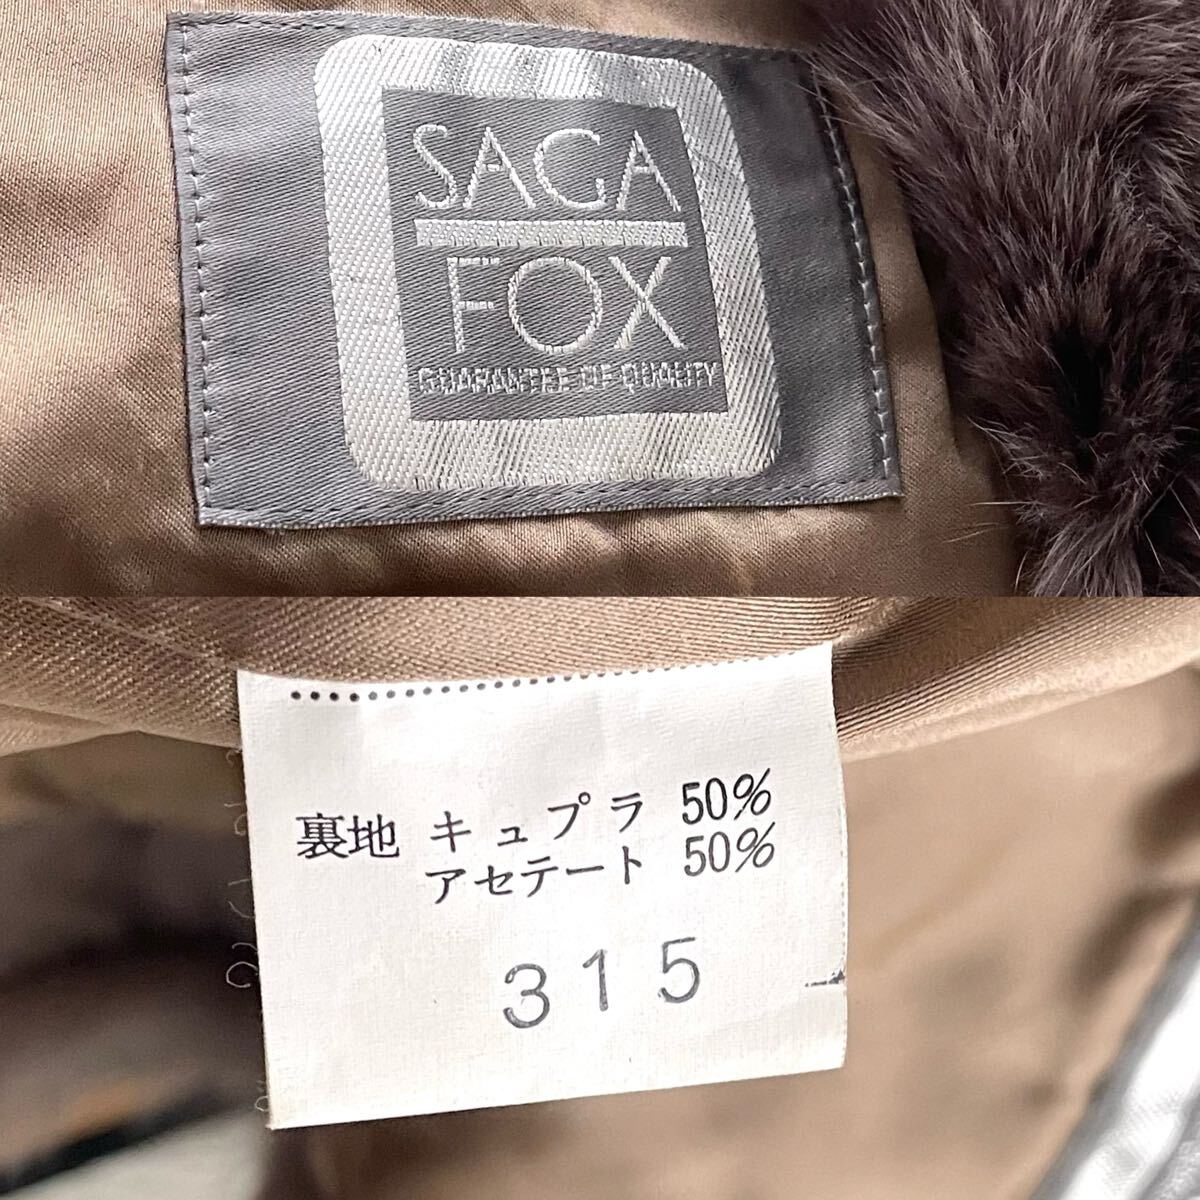 SAGA
FOX
GUARANTEE OF QUALITY
裏地 キュプラ 50%
アセテート 50%
315